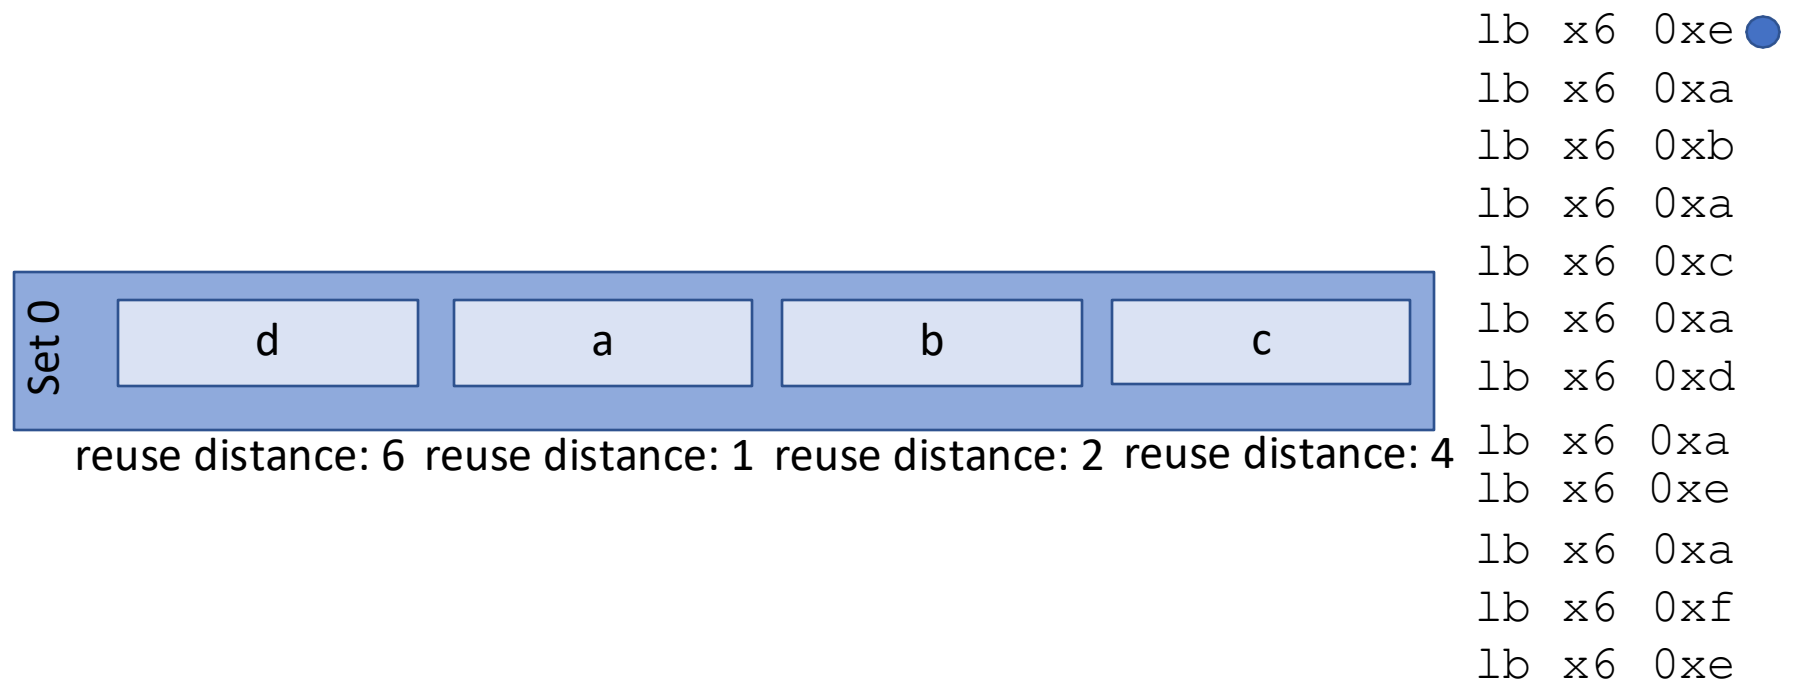 Set 0
d
a
b
c
reuse distance: 6
reuse distance: 1
reuse distance: 2
reuse distance: 4
lb x6 0xe
lb x6 0xa
lb x6 0xb
lb x6 0xa
lb x6 0xc
lb x6 0xa
lb x6 0xd
lb x6 0xa
lb x6 0xe
lb x6 0xa
lb x6 0xf
lb x6 0xe